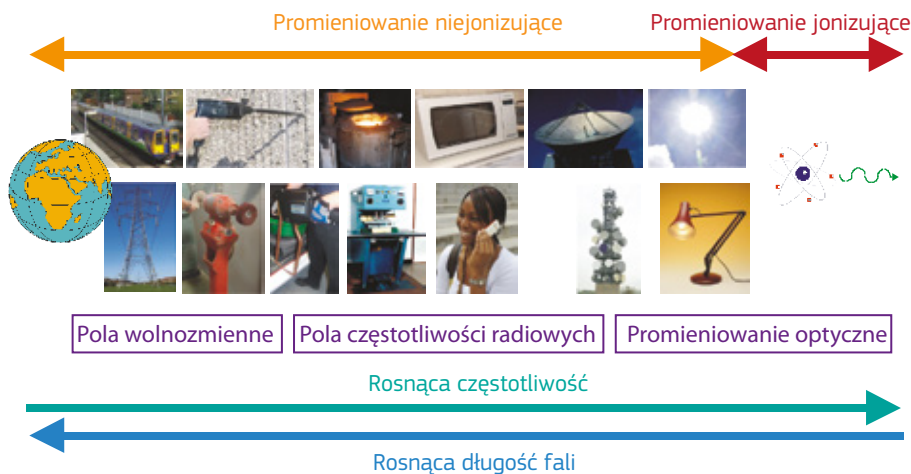 Promieniowanie niejonizujące
Promieniowanie jonizujące
Pola wolnozmienne
Pola częstotliwości radiowych
Promieniowanie optyczne
Rosnąca częstotliwość
Rosnąca długość fali